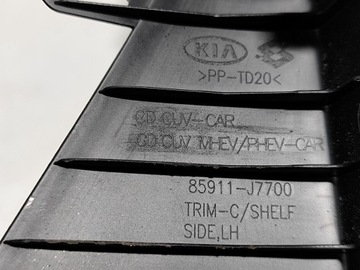 KIA
>PP-TD20<
CD CUV-CAR
CD CUV MHEV/PHEV-CAR
85911-J7700
TRIM-C/SHELF
SIDE,LH